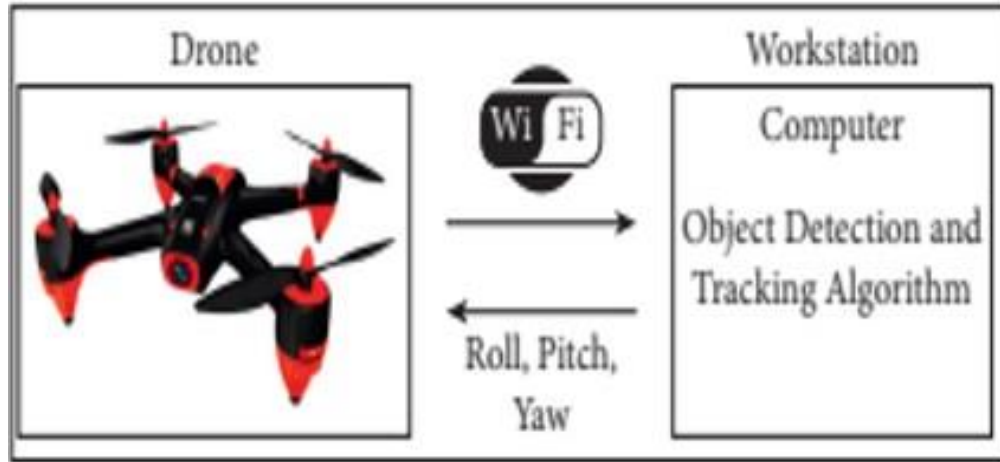 Drone
Wi Fi
Roll, Pitch,
Yaw
Workstation
Computer
Object Detection and
Tracking Algorithm